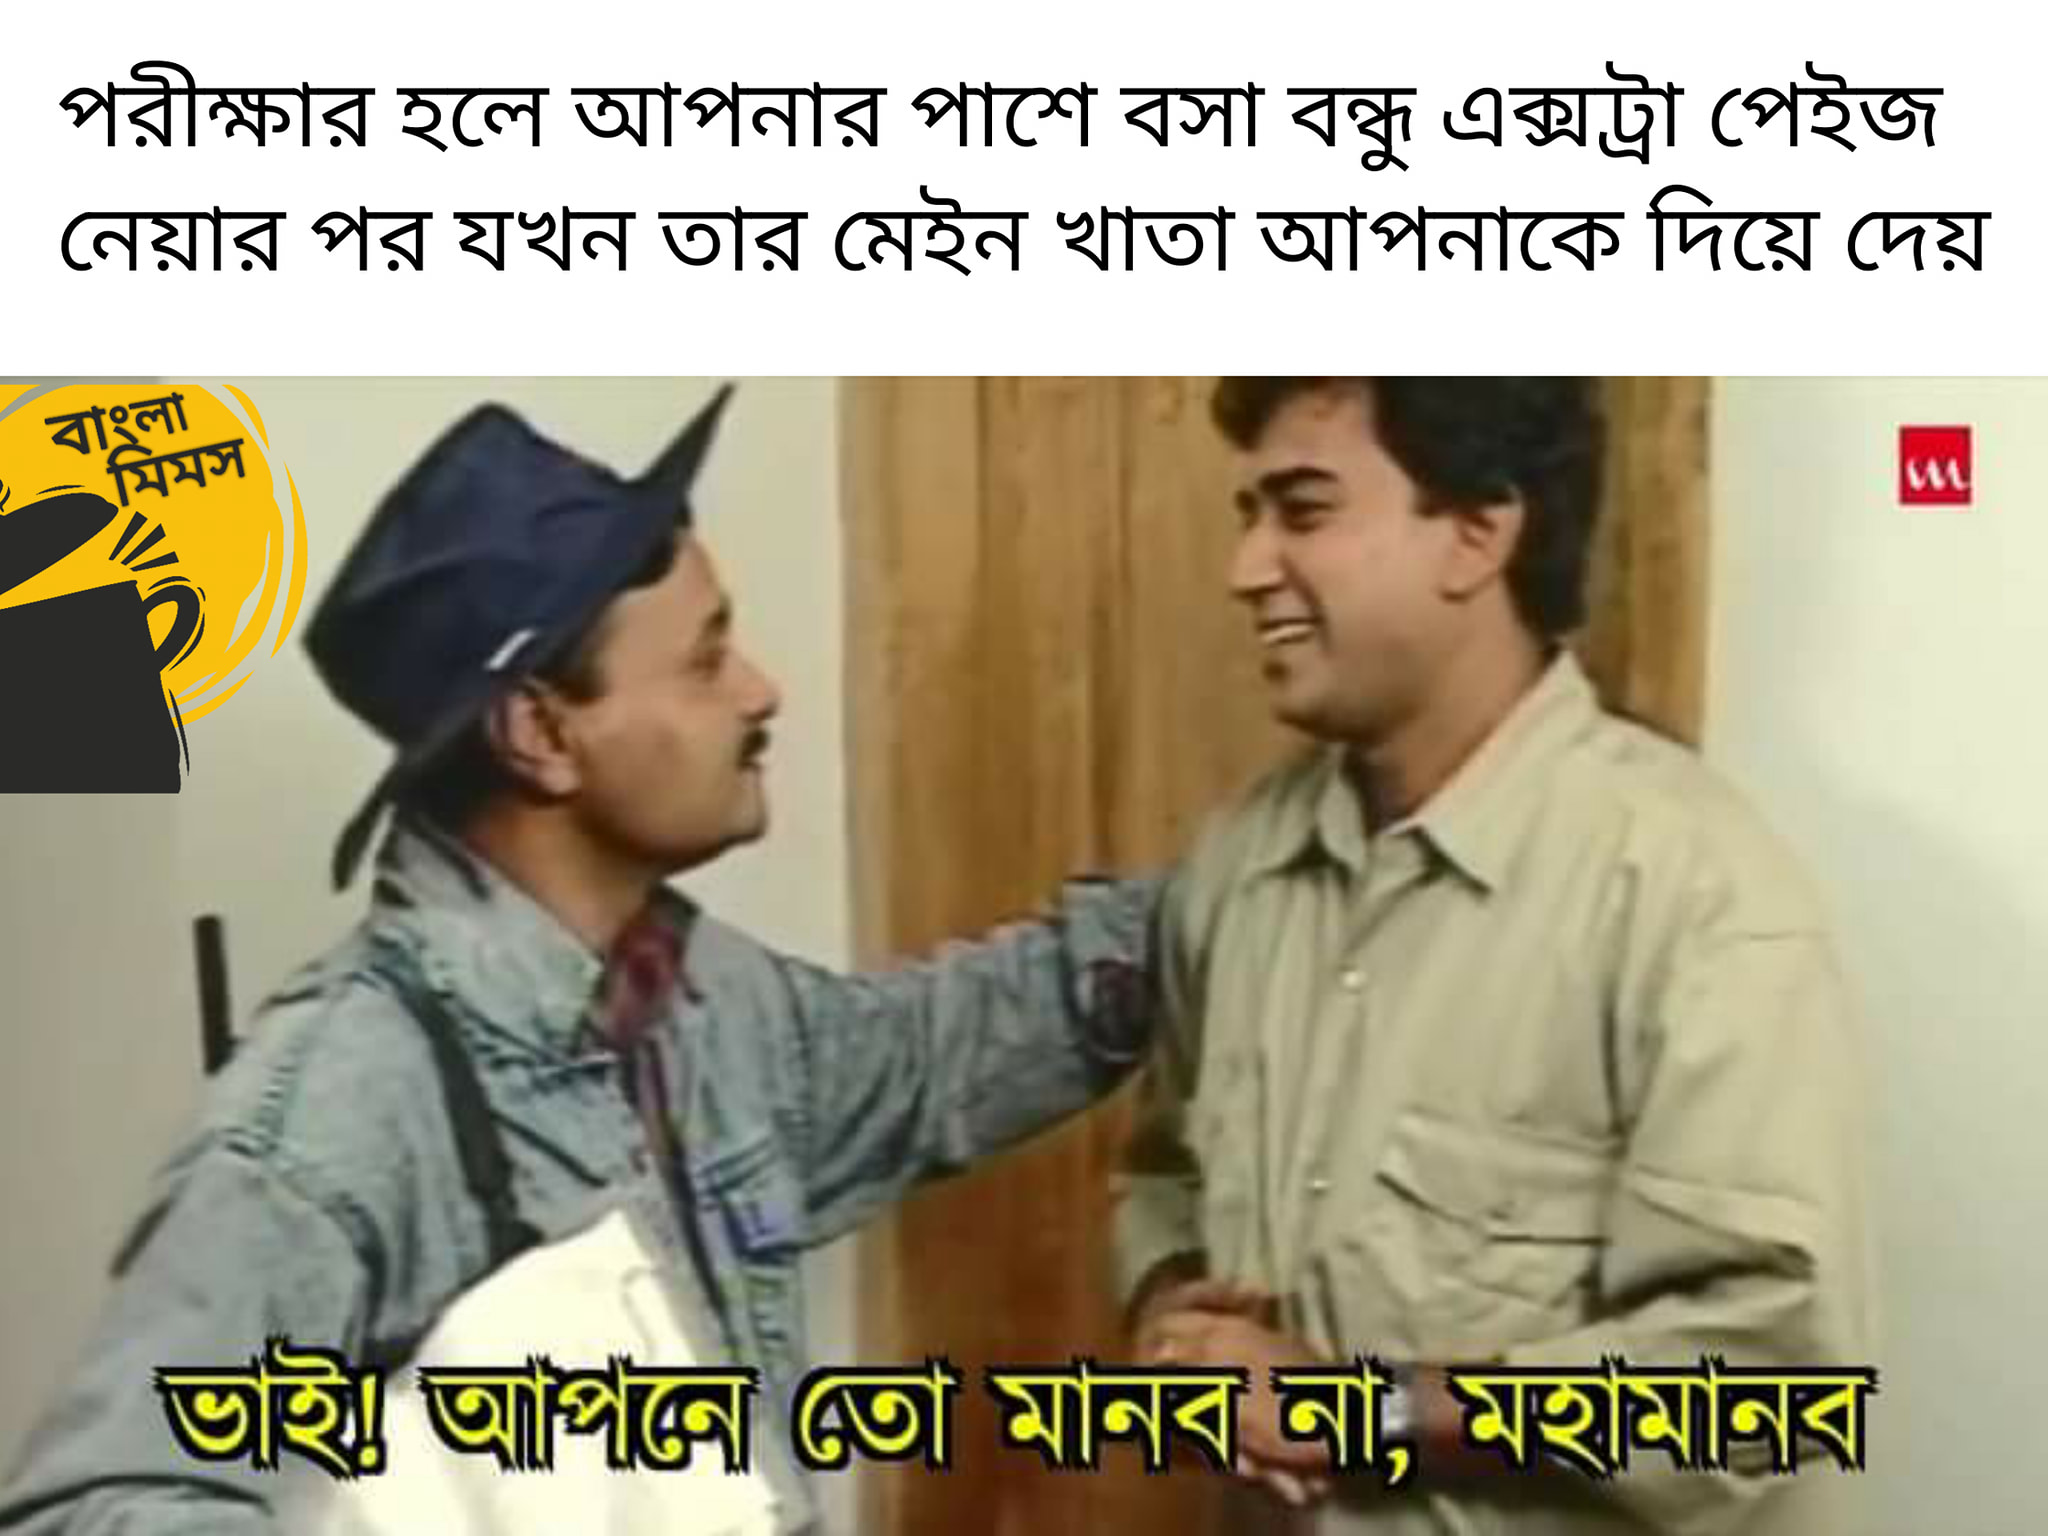 পরীক্ষার হলে আপনার পাশে বসা বন্ধু এক্সট্রা পেইজ
নেয়ার পর যখন তার মেইন খাতা আপনাকে দিয়ে দেয়
বাংলা
মিমস
ভাই! আপনে তো মানব না, মহামানব